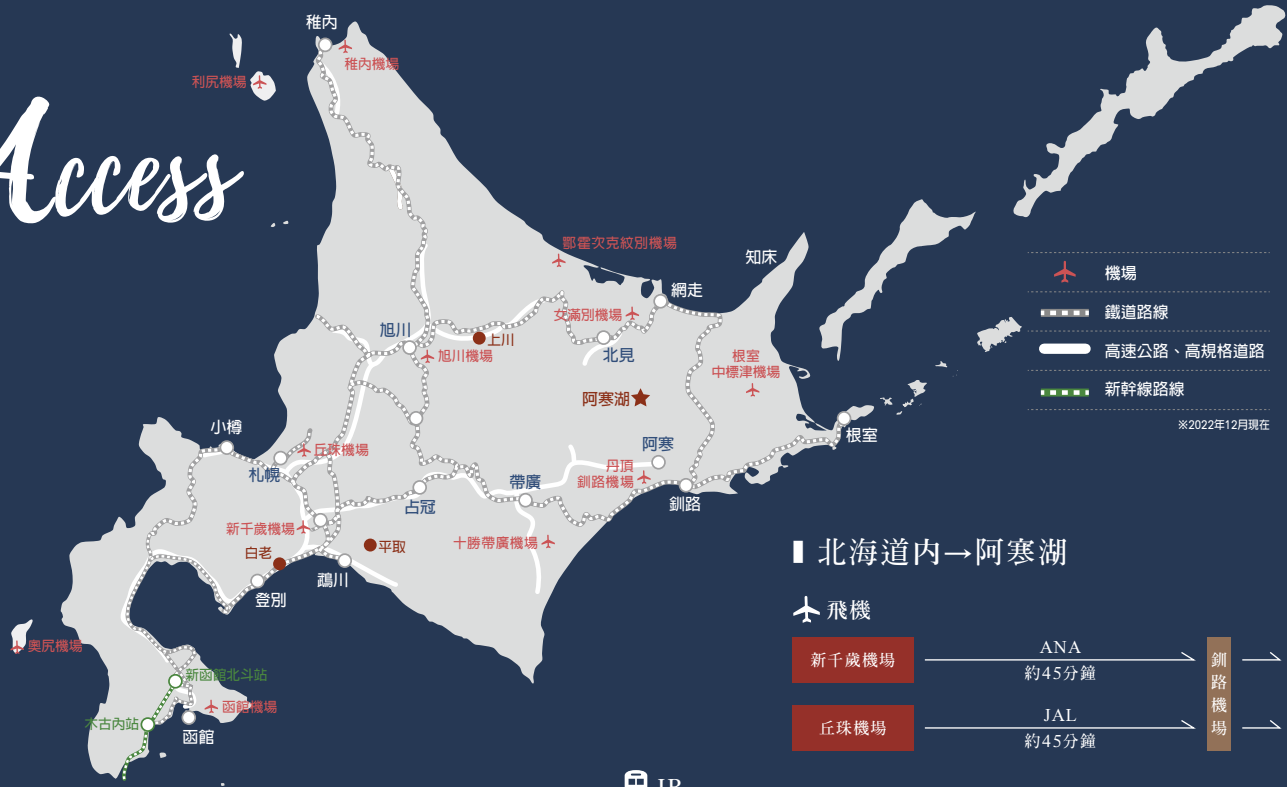 稚內
稚內機場
利尻機場
Access
鄂霍次克紋別機場
知床
網走
女滿別機場
旭川
上川
旭川機場
北見
根室
中標津機場
阿寒湖
機場
鐵道路線
高速公路、高規格道路
新幹線路線
※2022年12月現在
小樽
丘珠機場
札幌
根室
阿寒
丹頂
釧路機場
帶廣
占冠
釧路
新千歲機場
十勝帶廣機場
平取
白老
鵡川
登別
奧尻機場
新函館北斗站
函館機場
木古內站
函館
北海道内→阿寒湖
飛機
新千歲機場
ANA
約45分鐘
釧路機場
丘珠機場
JAL
約45分鐘
JR